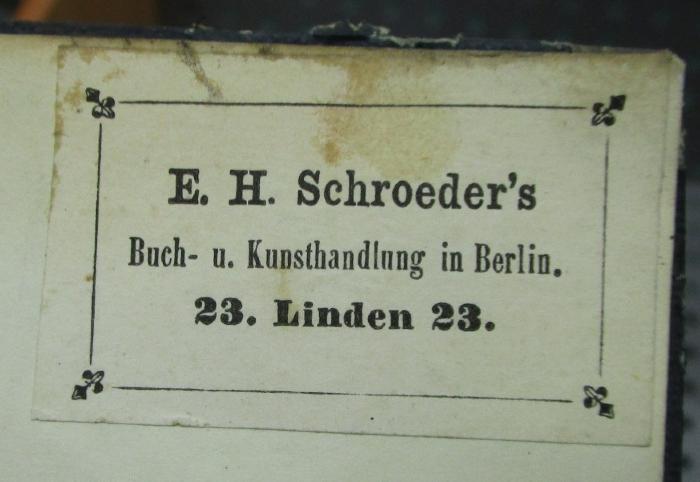 E. H. Schroeder's
Buch- u. Kunsthandlung in Berlin.
23. Linden 23.